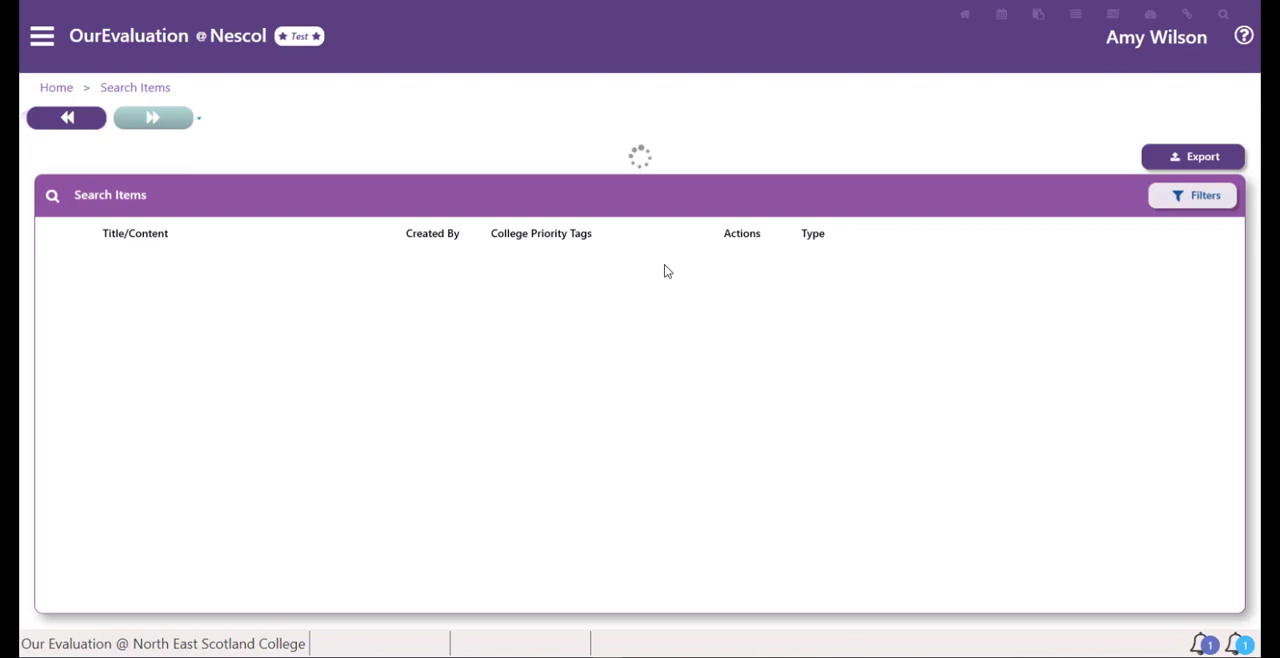 OurEvaluation @ Nescol ★ Test ★
Amy Wilson
Home > Search Items
Export
Search Items
Filters
Title/Content Created By College Priority Tags Actions Type
Our Evaluation @ North East Scotland College
1 1